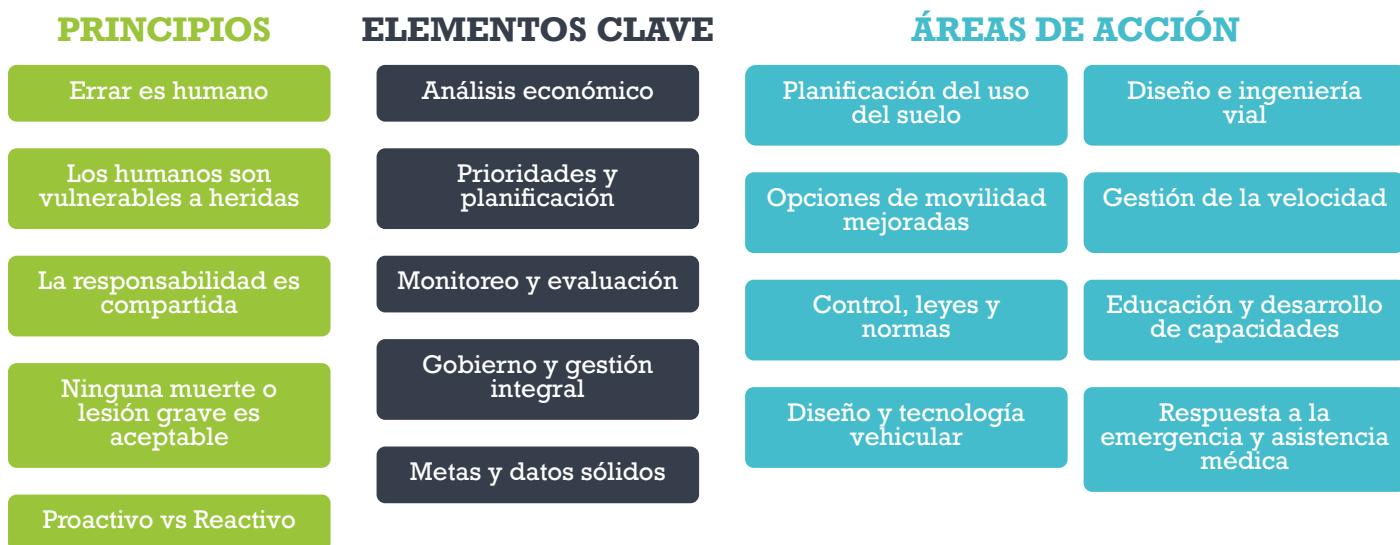 PRINCIPIOS
Errar es humano
Los humanos son
vulnerables a heridas
La responsabilidad es
compartida
Ninguna muerte o
lesión grave es
aceptable
Proactivo vs Reactivo
ELEMENTOS CLAVE
Análisis económico
Prioridades y
planificación
Monitoreo y evaluación
Gobierno y gestión
integral
Metas y datos sólidos
ÁREAS DE ACCIÓN
Planificación del uso
del suelo
Diseño e ingeniería
vial
Opciones de movilidad
mejoradas
Gestión de la velocidad
Control, leyes y
normas
Educación y desarrollo
de capacidades
Diseño y tecnología
vehicular
Respuesta a la
emergencia y asistencia
médica